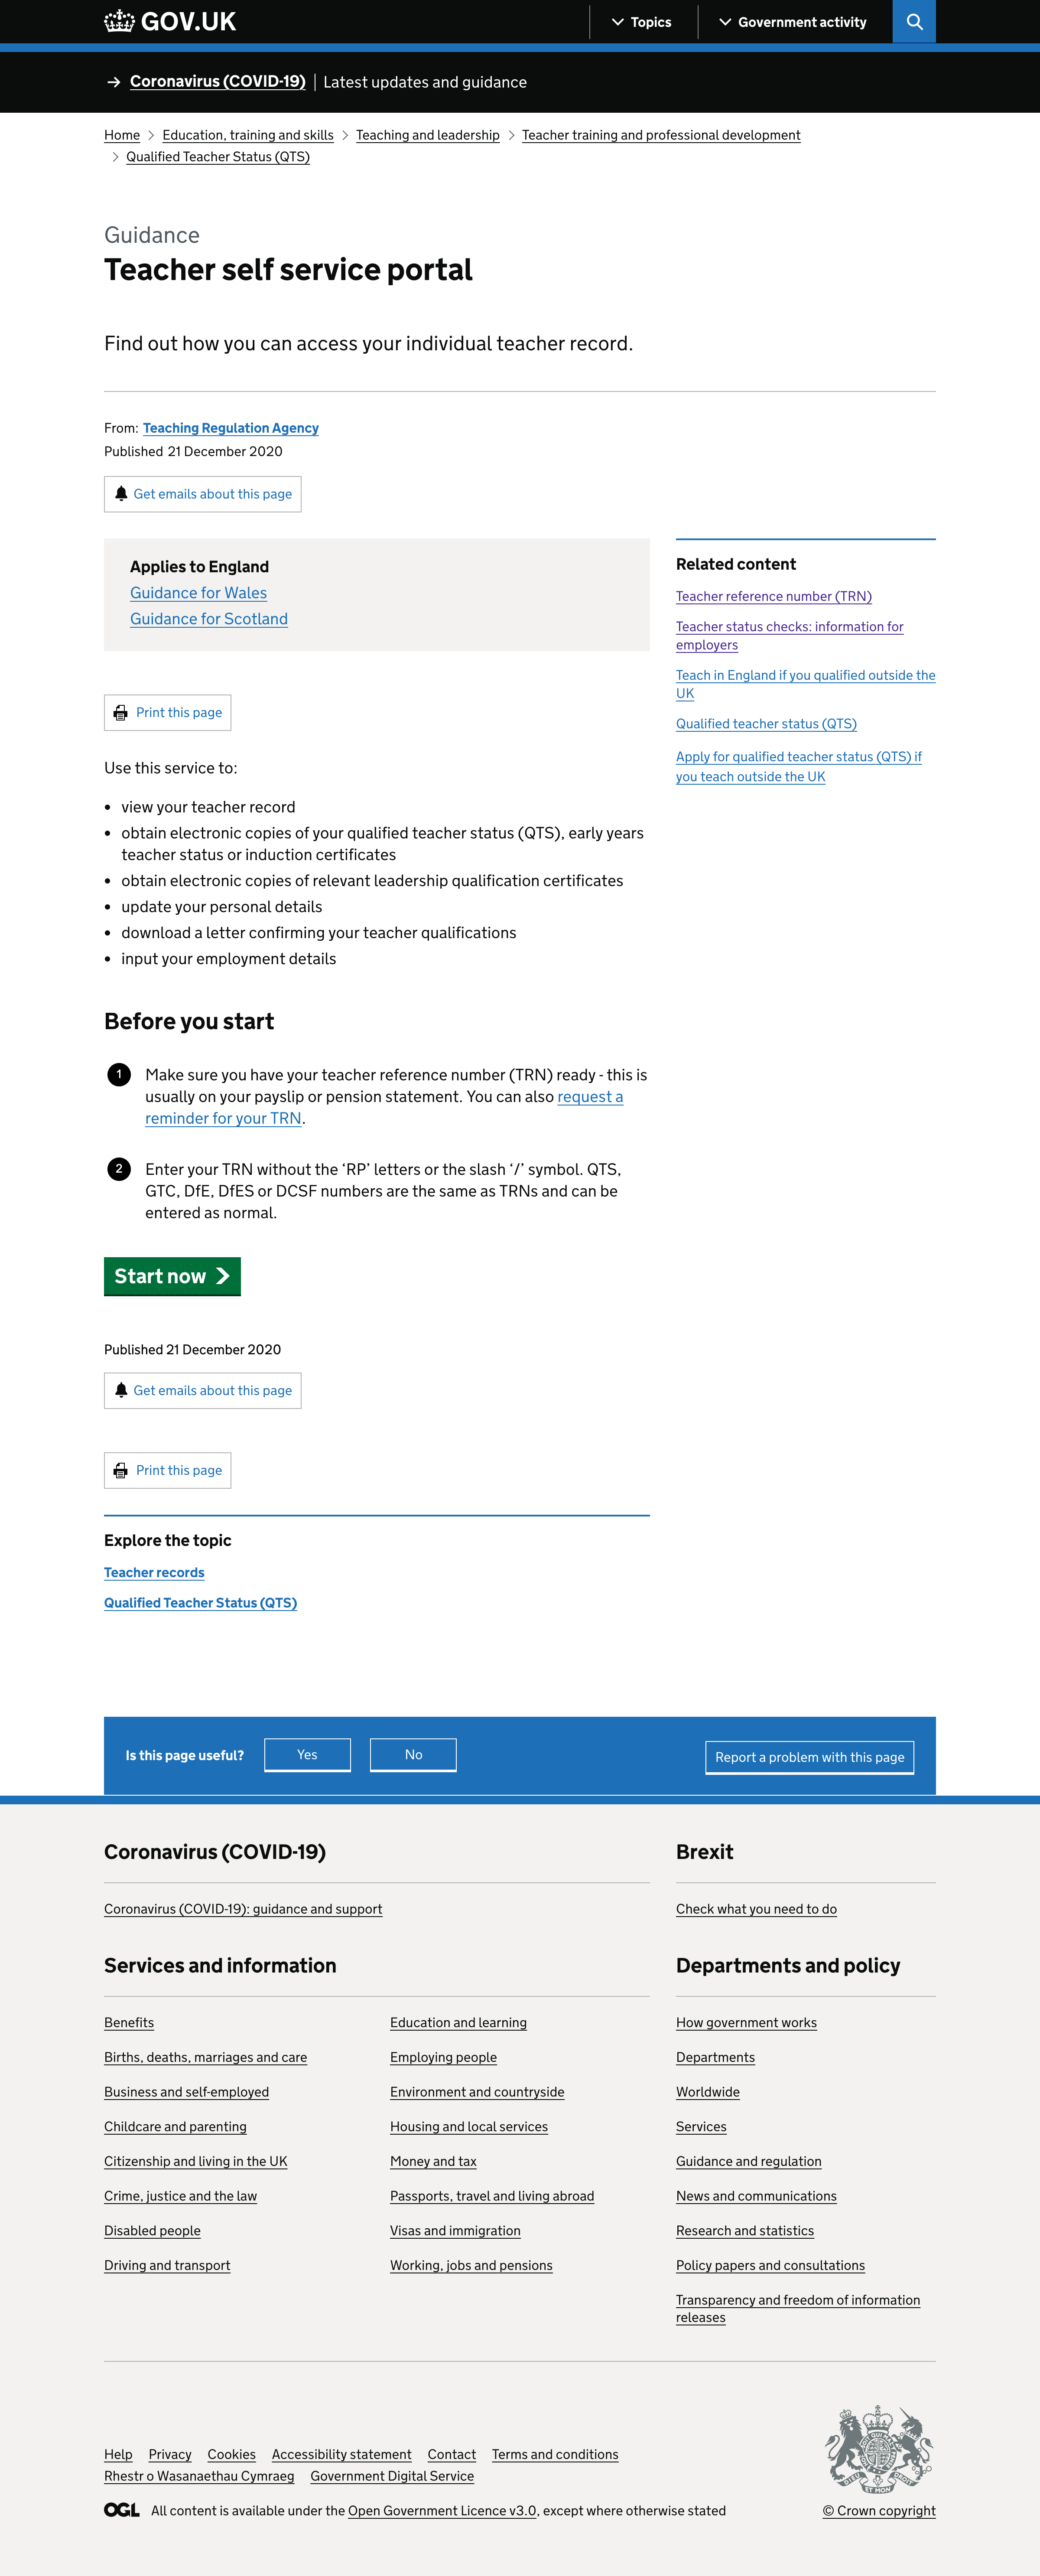 GOV.UK
Topics
Government activity
Coronavirus (COVID-19) | Latest updates and guidance
Home
Education, training and skills
Teaching and leadership
Teacher training and professional development
Qualified Teacher Status (QTS)
Guidance
Teacher self service portal
Find out how you can access your individual teacher record.
From: Teaching Regulation Agency
Published 21 December 2020
Get emails about this page
Applies to England
Guidance for Wales
Guidance for Scotland
Related content
Teacher reference number (TRN)
Teacher status checks: information for
employers
Teach in England if you qualified outside the
UK
Qualified teacher status (QTS)
Apply for qualified teacher status (QTS) if
you teach outside the UK
Print this page
Use this service to:
• view your teacher record
• obtain electronic copies of your qualified teacher status (QTS), early years
teacher status or induction certificates
• obtain electronic copies of relevant leadership qualification certificates
• update your personal details
• download a letter confirming your teacher qualifications
• input your employment details
Before you start
1 Make sure you have your teacher reference number (TRN) ready - this is
usually on your payslip or pension statement. You can also request a
reminder for your TRN.
2 Enter your TRN without the ‘RP’ letters or the slash ‘/’ symbol. QTS,
GTC, DfE, DfES or DCSF numbers are the same as TRNs and can be
entered as normal.
Start now
Published 21 December 2020
Get emails about this page
Print this page
Explore the topic
Teacher records
Qualified Teacher Status (QTS)
Is this page useful?
Yes
No
Report a problem with this page
Coronavirus (COVID-19)
Coronavirus (COVID-19): guidance and support
Brexit
Check what you need to do
Services and information
Benefits
Births, deaths, marriages and care
Business and self-employed
Childcare and parenting
Citizenship and living in the UK
Crime, justice and the law
Disabled people
Driving and transport
Education and learning
Employing people
Environment and countryside
Housing and local services
Money and tax
Passports, travel and living abroad
Visas and immigration
Working, jobs and pensions
Departments and policy
How government works
Departments
Worldwide
Services
Guidance and regulation
News and communications
Research and statistics
Policy papers and consultations
Transparency and freedom of information
releases
Help
Privacy
Cookies
Accessibility statement
Contact
Terms and conditions
Rhestr o Wasanaethau Cymraeg
Government Digital Service
OGL All content is available under the Open Government Licence v3.0, except where otherwise stated
© Crown copyright